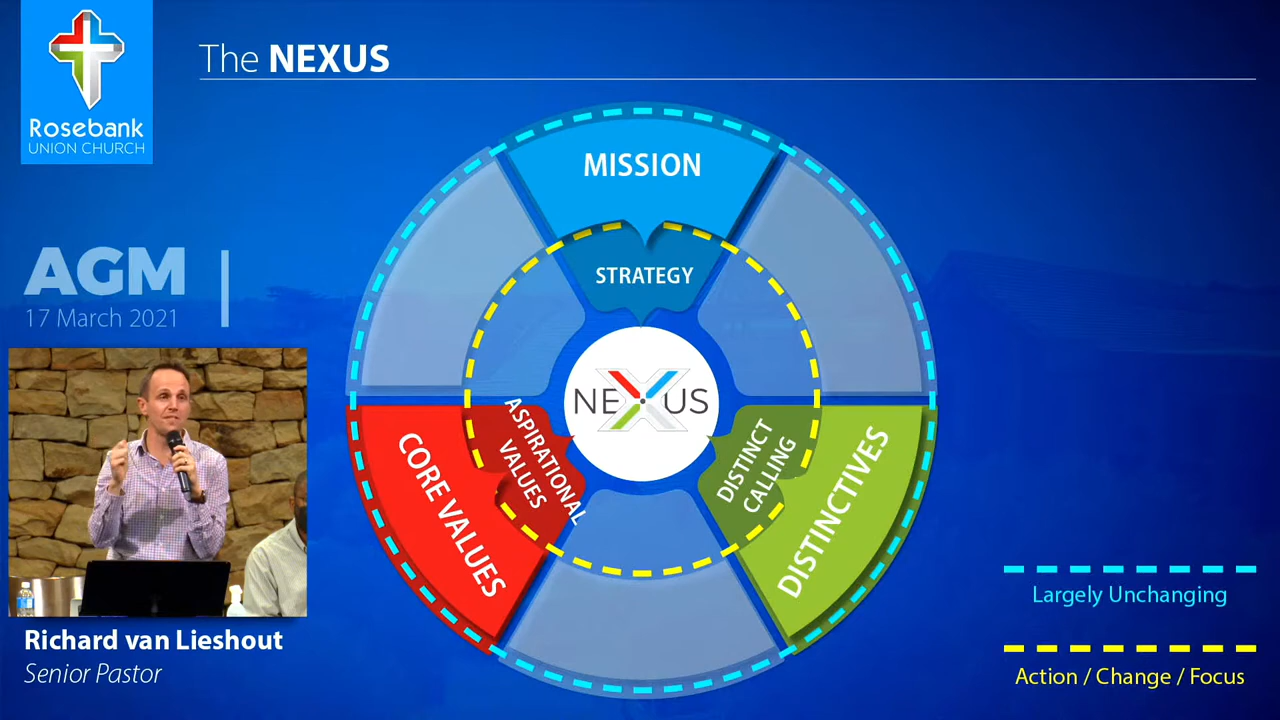 Rosebank
UNION CHURCH
The NEXUS
AGM
17 March 2021
MISSION
STRATEGY
NEXUS
ASPIRATIONAL
VALUES
CORE VALUES
DISTINCT
CALLING
DISTINCTIVES
Largely Unchanging
Action / Change / Focus
Richard van Lieshout
Senior Pastor